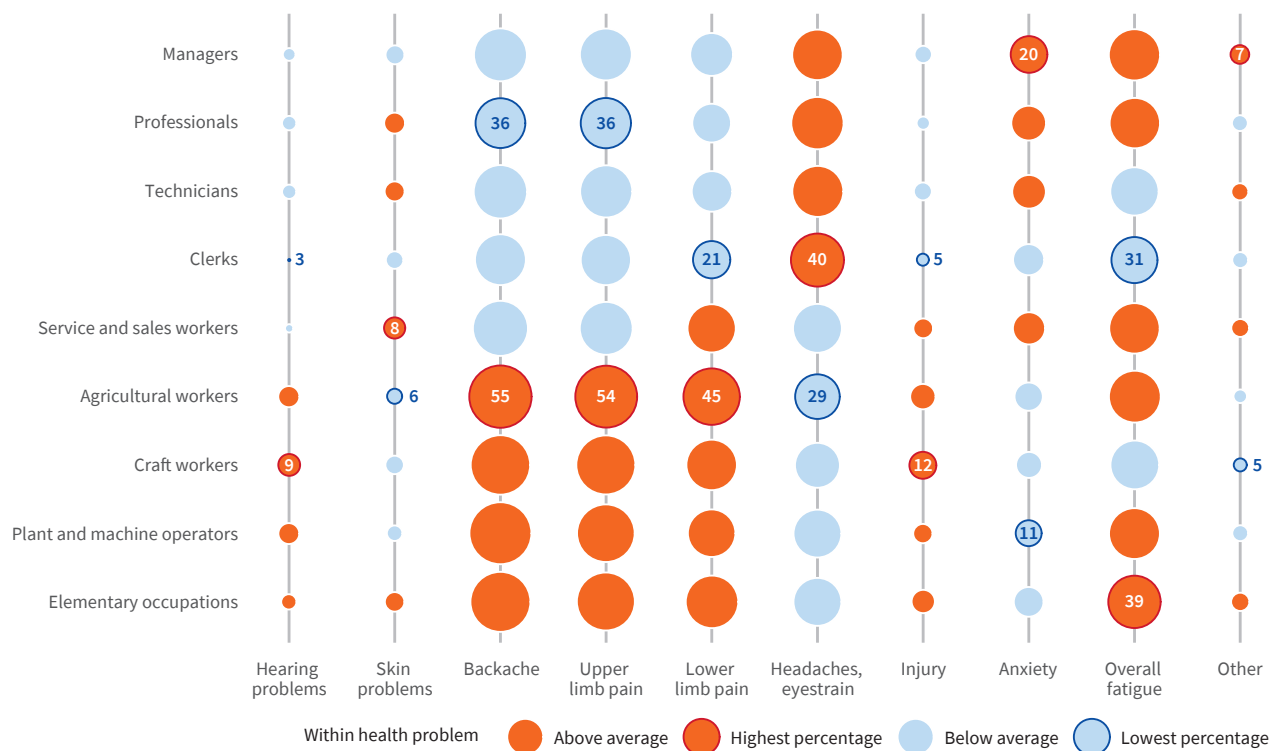 Managers 20 7
Professionals 36 36
Technicians
Clerks 3 21 40 5 31
Service and sales workers 8
Agricultural workers 6 55 54 45 29
Craft workers 9 12 5
Plant and machine operators 11
Elementary occupations 39
Hearing Skin Backache Upper Lower Headaches, Injury Anxiety Overall Other
problems problems limb pain limb pain eyestrain fatigue
Within health problem Above average Highest percentage Below average Lowest percentage